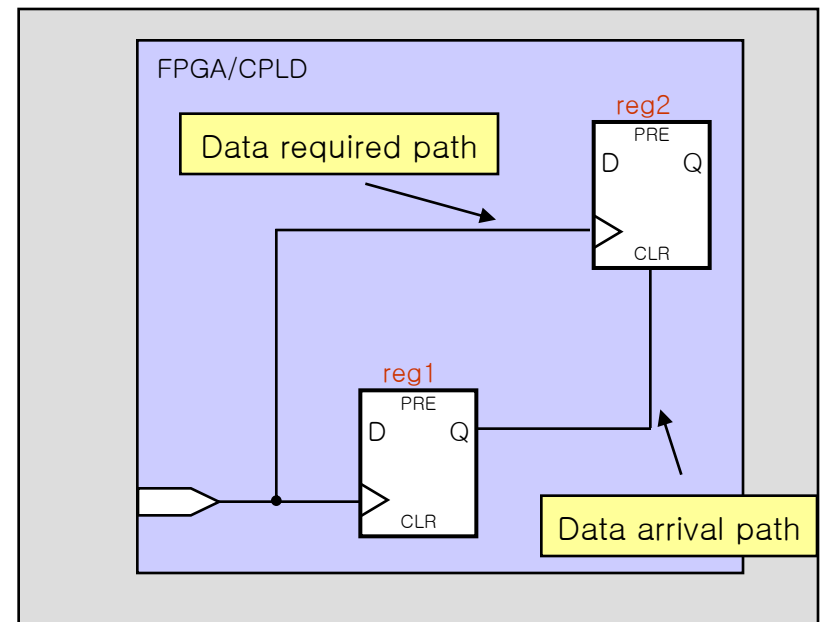 FPGA/CPLD
reg2
Data required path
PRE
D Q
CLR
reg1
PRE
D Q
CLR
Data arrival path